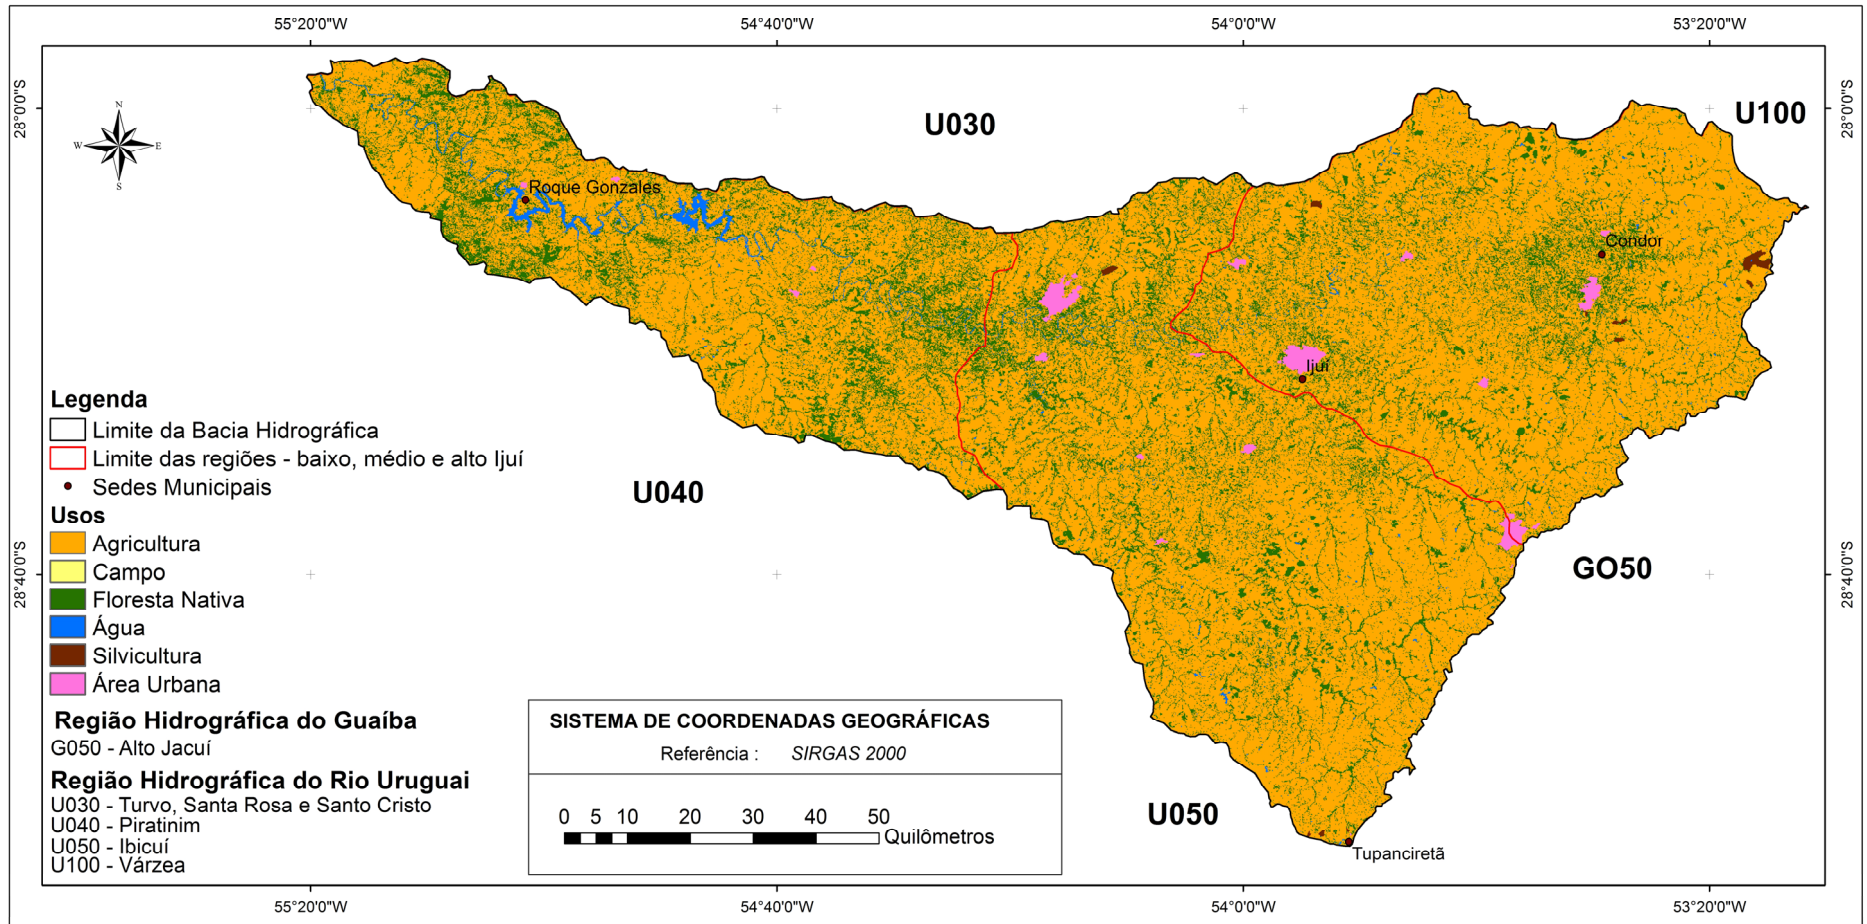 55°20'0"W
54°40'0"W
54°0'0"W
53°20'0"W
28°0'0"S
28°0'0"S
N
W
E
S
U030
U100
Roque Gonzales
Condor
Ijuí
U040
GO50
28°40'0"S
28°40'0"S
U050
Tupanciretã
Legenda
Limite da Bacia Hidrográfica
Limite das regiões - baixo, médio e alto Ijuí
Sedes Municipais
Usos
Agricultura
Campo
Floresta Nativa
Água
Silvicultura
Área Urbana
Região Hidrográfica do Guaíba
G050 - Alto Jacuí
Região Hidrográfica do Rio Uruguai
U030 - Turvo, Santa Rosa e Santo Cristo
U040 - Piratinim
U050 - Ibicuí
U100 - Várzea
SISTEMA DE COORDENADAS GEOGRÁFICAS
Referência : SIRGAS 2000
0 5 10 20 30 40 50
Quilômetros
55°20'0"W
54°40'0"W
54°0'0"W
53°20'0"W